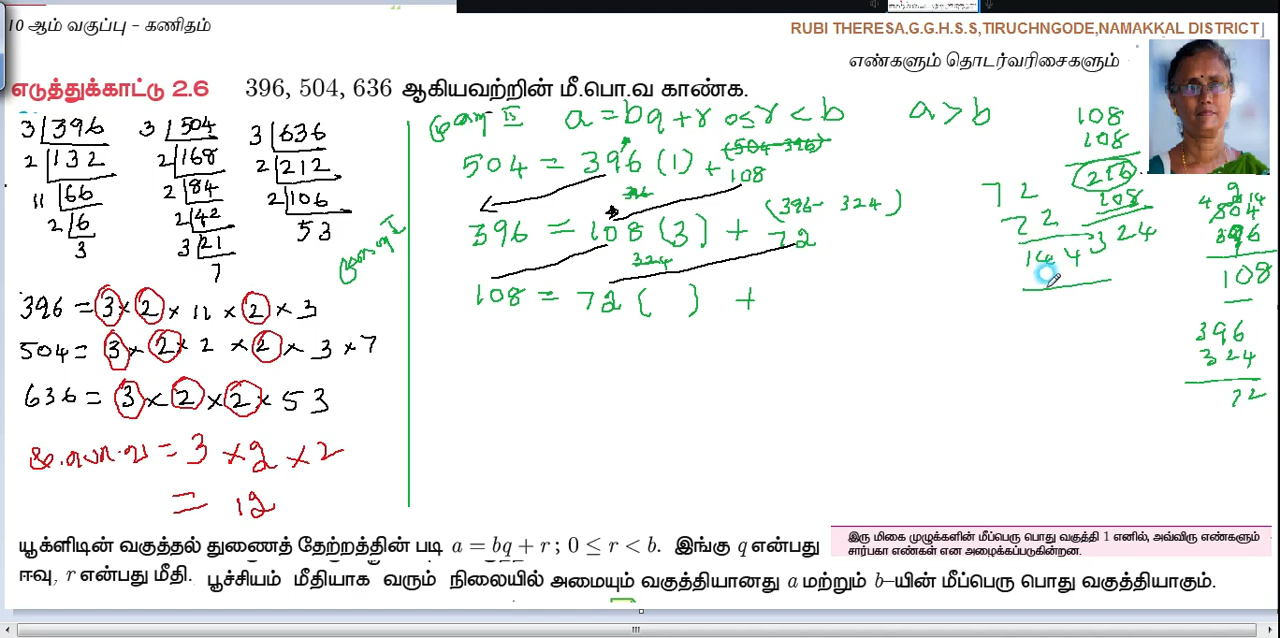 10 ஆம் வகுப்பு – கணிதம்
RUBI THERESA,G.G.H.S.S,TIRUCHNGODE,NAMAKKAL DISTRICT
எண்களும் தொடர்வரிசைகளும்
எடுத்துக்காட்டு 2.6 396, 504, 636 ஆகியவற்றின் மீ.பொ.வ காண்க.
3 396
2 132
11 66
2 6
3
3 504
2 168
2 84
2 42
3 21
7
3 636
2 212
2 106
53
முறை I
396 = 3 × 2 × 11 × 2 × 3
504 = 3 × 2 × 2 × 2 × 3 × 7
636 = 3 × 2 × 2 × 53
= 3 × 2 × 2
= 12
முறை II a = bq + r 0 ≤ r < b a > b
504 = 396 (1) + (504-396)
396 108
396 = 108 (3) + 72 (396 - 324)
324
108 = 72 ( ) +
108
108
216
108
324
72
72
144
504
396
108
396
324
72
யூக்ளிடின் வகுத்தல் துணைத் தேற்றத்தின் படி a = bq + r ; 0 ≤ r < b. இங்கு q என்பது
ஈவு, r என்பது மீதி. பூச்சியம் மீதியாக வரும் நிலையில் அமையும் வகுத்தியானது a மற்றும் b–யின் மீப்பெரு பொது வகுத்தியாகும்.
இரு மிகை முழுக்களின் மீப்பெரு பொது வகுத்தி 1 எனில், அவ்விரு எண்களும்
சார்பகா எண்கள் என அழைக்கப்படுகின்றன.